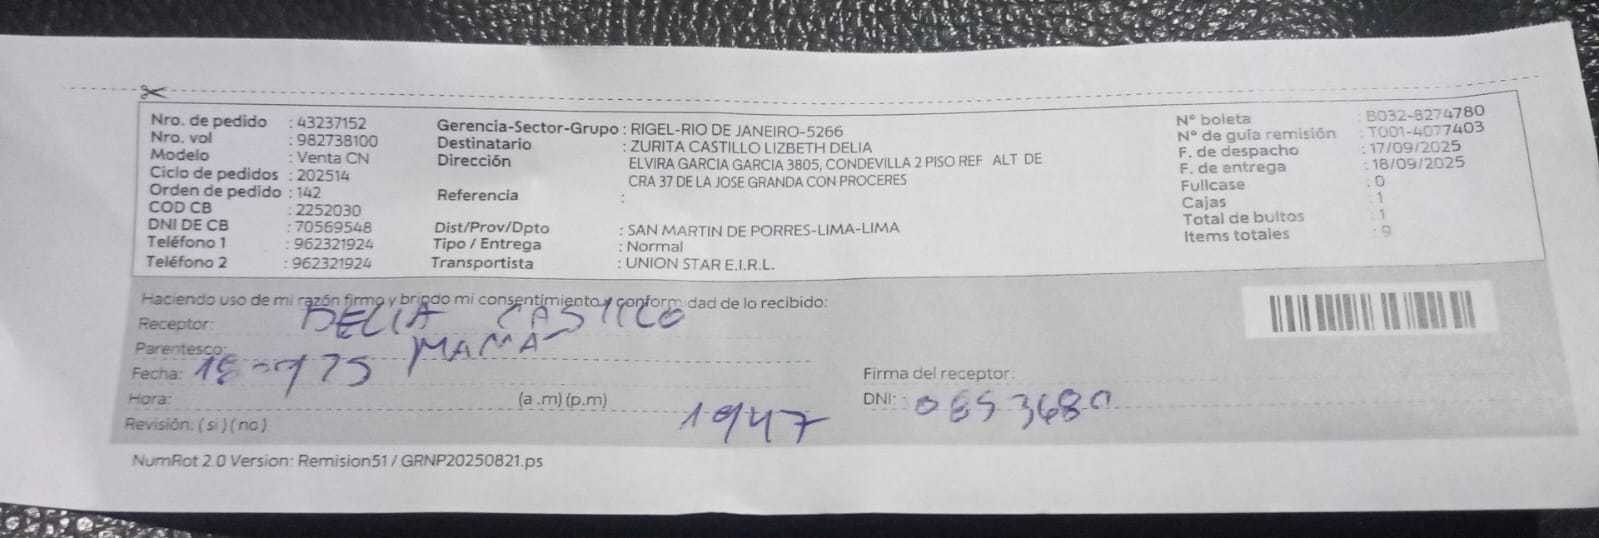 Nro. de pedido : 43237152
Nro. vol : 982738100
Modelo : Venta CN
Ciclo de pedidos : 202514
Orden de pedido : 142
COD CB : 2252030
DNI DE CB : 70569548
Teléfono 1 : 962321924
Teléfono 2 : 962321924
Gerencia-Sector-Grupo : RIGEL-RIO DE JANEIRO-5266
Destinatario : ZURITA CASTILLO LIZBETH DELIA
Dirección ELVIRA GARCIA GARCIA 3805, CONDEVILLA 2 PISO REF ALT DE
CRA 37 DE LA JOSE GRANDA CON PROCERES
Referencia :
Dist/Prov/Dpto : SAN MARTIN DE PORRES-LIMA-LIMA
Tipo / Entrega : Normal
Transportista : UNION STAR E.I.R.L.
N° boleta : B032-8274780
N° de guía remisión : T001-4077403
F. de despacho : 17/09/2025
F. de entrega : 18/09/2025
Fullcase : 0
Cajas : 1
Total de bultos : 1
Items totales : 9
Haciendo uso de mi razón firmo y brindo mi consentimiento y conformidad de lo recibido:
Receptor: DELIA CASTILLO
Parentesco: MAMA
Fecha:
Hora: (a .m) (p.m) 1947
Revisión: ( si ) ( no )
Firma del receptor:
DNI:
NumRot 2.0 Version: Remision51 / GRNP20250821.ps